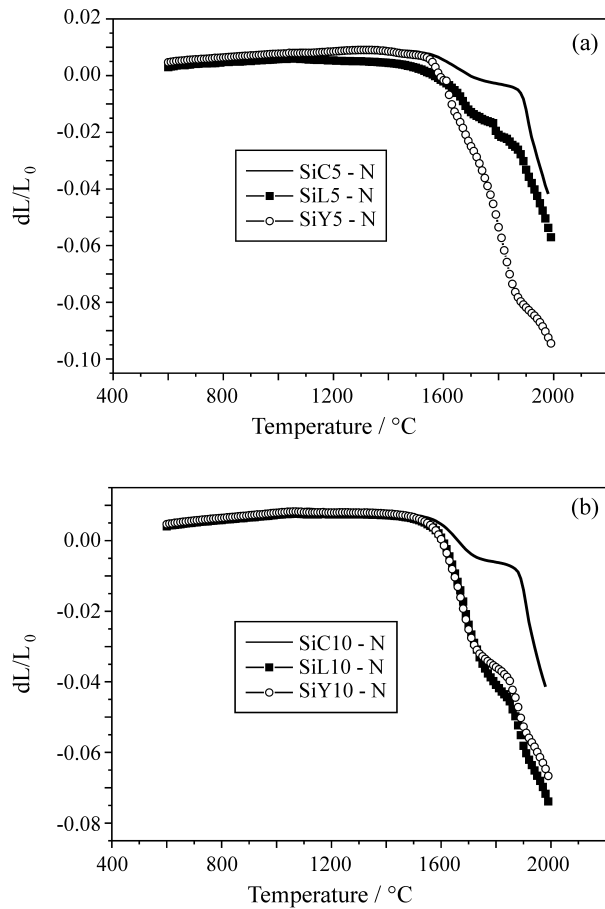 0.02
(a)
0.00
-0.02
-0.04
-0.06
-0.08
-0.10
dL/L0
SiC5 - N
SiL5 - N
SiY5 - N
400 800 1200 1600 2000
Temperature / °C
(b)
0.00
-0.02
-0.04
-0.06
-0.08
dL/L0
SiC10 - N
SiL10 - N
SiY10 - N
400 800 1200 1600 2000
Temperature / °C